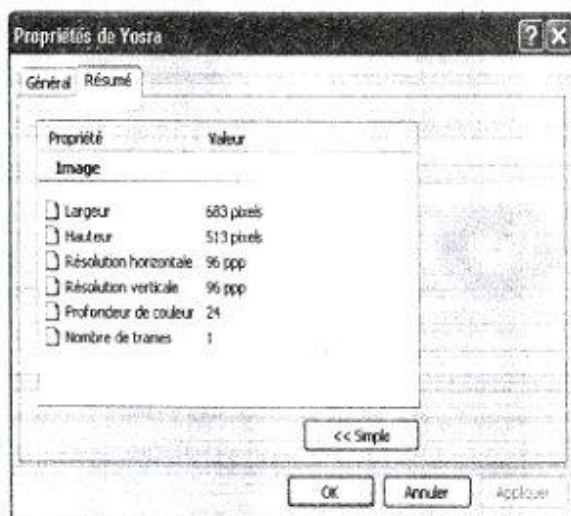 Propriétés de Yosra
Général Résumé
Propriété Valeur
Image
Largeur 683 pixels
Hauteur 513 pixels
Résolution horizontale 96 ppp
Résolution verticale 96 ppp
Profondeur de couleur 24
Nombre de trames 1
<< Simple
OK Annuler Appliquer